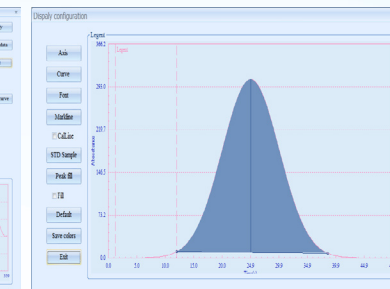 Dispaly configuration
Legent
Axis
Curve
Font
Markline
CalLine
STD Sample
Peak fill
Fill
Default
Save colors
Exit
Legent
Absorbance
366.2
293.0
219.7
146.5
73.2
0.0
0.0 5.0 10.0 15.0 20.0 24.9 29.9 34.9 39.9 44.9